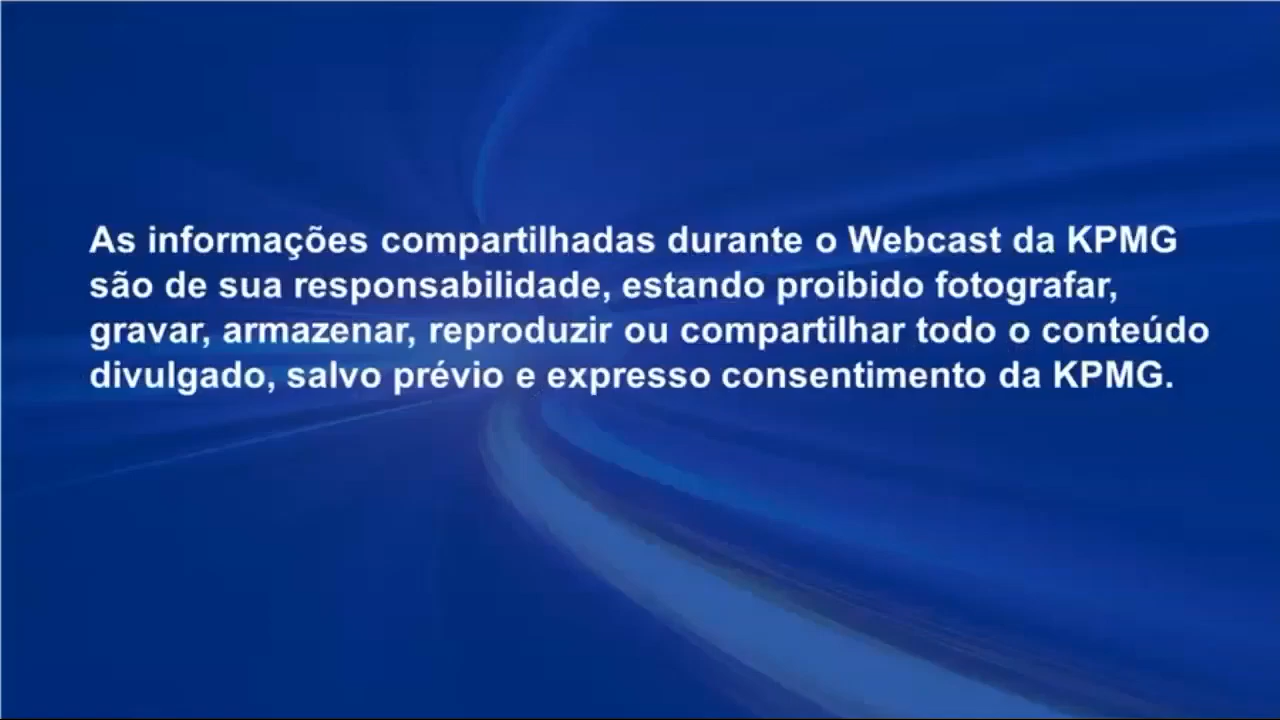 As informações compartilhadas durante o Webcast da KPMG
são de sua responsabilidade, estando proibido fotografar,
gravar, armazenar, reproduzir ou compartilhar todo o conteúdo
divulgado, salvo prévio e expresso consentimento da KPMG.